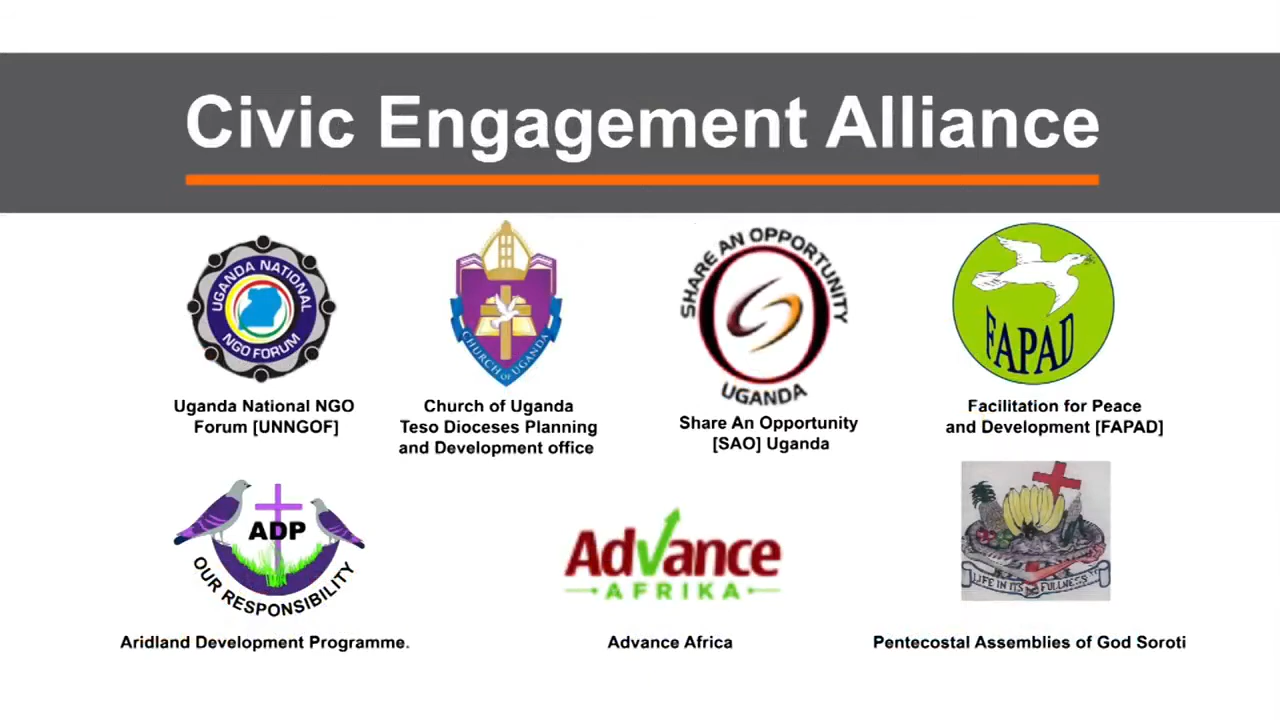 Civic Engagement Alliance
UGANDA NATIONAL
NGO FORUM
CHURCH OF UGANDA
SHARE AN OPPORTUNITY
UGANDA
FAPAD
Uganda National NGO
Forum [UNNGOF]
Church of Uganda
Teso Dioceses Planning
and Development office
Share An Opportunity
[SAO] Uganda
Facilitation for Peace
and Development [FAPAD]
ADP
OUR RESPONSIBILITY
Advance
AFRIKA
LIFE IN ITS FULLNESS
Aridland Development Programme.
Advance Africa
Pentecostal Assemblies of God Soroti